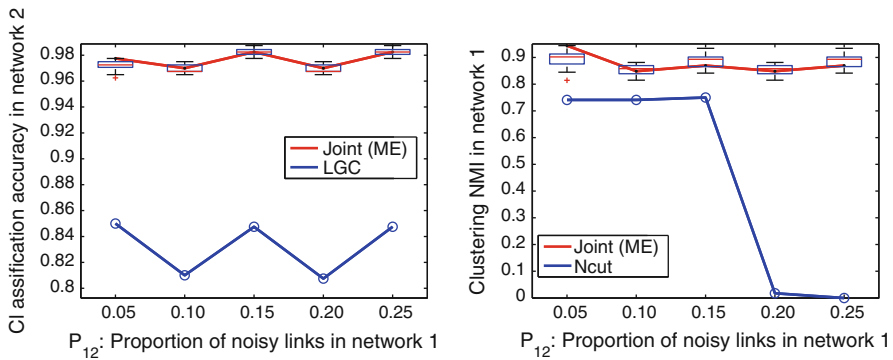 CI assification accuracy in network 2
0.98
0.96
0.94
0.92
0.9
0.88
0.86
0.84
0.82
0.8
Joint (ME)
LGC
0.05 0.10 0.15 0.20 0.25
P12: Proportion of noisy links in network 1
Clustering NMI in network 1
0.9
0.8
0.7
0.6
0.5
0.4
0.3
0.2
0.1
0
Joint (ME)
Ncut
0.05 0.10 0.15 0.20 0.25
P12: Proportion of noisy links in network 1